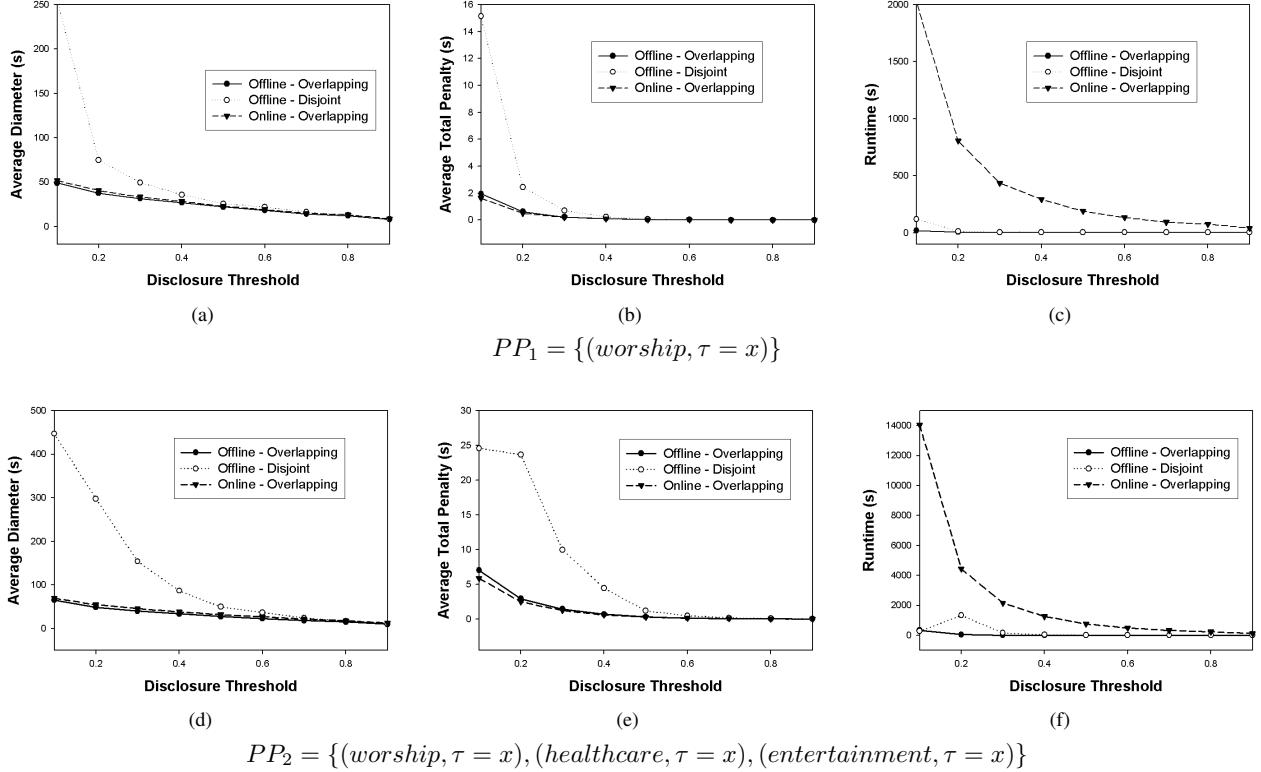 250
200
150
100
50
0
Average Diameter (s)
Offline - Overlapping
Offline - Disjoint
Online - Overlapping
0.2 0.4 0.6 0.8
Disclosure Threshold
(a)
16
14
12
10
8
6
4
2
0
Average Total Penalty (s)
Offline - Overlapping
Offline - Disjoint
Online - Overlapping
0.2 0.4 0.6 0.8
Disclosure Threshold
(b)
2000
1500
1000
500
0
Runtime (s)
Offline - Overlapping
Offline - Disjoint
Online - Overlapping
0.2 0.4 0.6 0.8
Disclosure Threshold
(c)
PP₁ = {(worship, τ = x)}
500
400
300
200
100
0
Average Diameter (s)
Offline - Overlapping
Offline - Disjoint
Online - Overlapping
0.2 0.4 0.6 0.8
Disclosure Threshold
(d)
30
25
20
15
10
5
0
Average Total Penalty (s)
Offline - Overlapping
Offline - Disjoint
Online - Overlapping
0.2 0.4 0.6 0.8
Disclosure Threshold
(e)
14000
12000
10000
8000
6000
4000
2000
0
Runtime (s)
Offline - Overlapping
Offline - Disjoint
Online - Overlapping
0.2 0.4 0.6 0.8
Disclosure Threshold
(f)
PP₂ = {(worship, τ = x), (healthcare, τ = x), (entertainment, τ = x)}